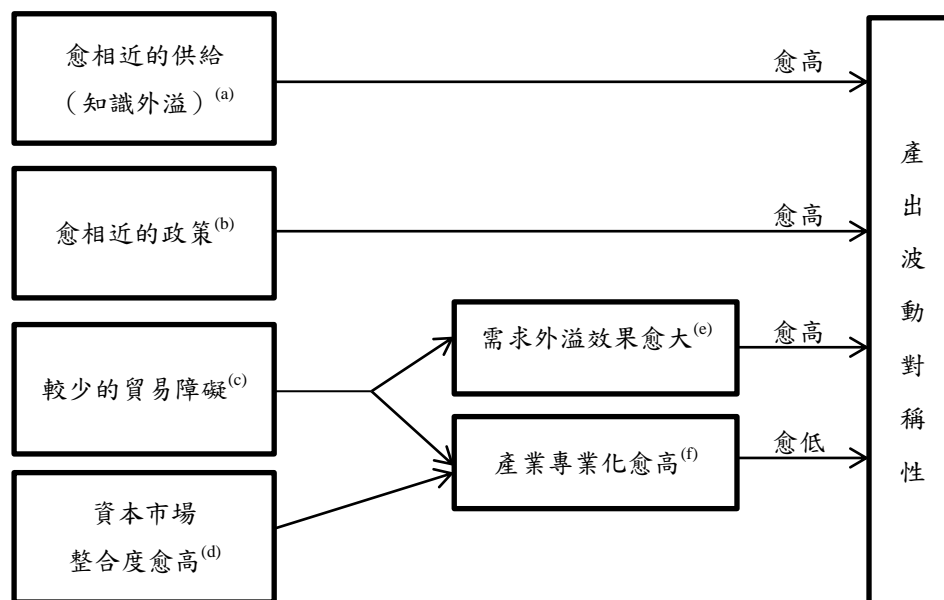 愈相近的供給
（知識外溢）(a)
愈高
愈相近的政策(b)
愈高
較少的貿易障礙(c)
需求外溢效果愈大(e)
愈高
產業專業化愈高(f)
愈低
資本市場
整合度愈高(d)
產
出
波
動
對
稱
性